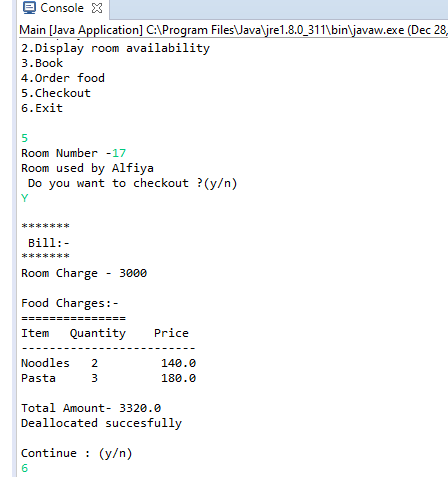 Console
Main [Java Application] C:\Program Files\Java\jre1.8.0_311\bin\javaw.exe (Dec 28,
2.Display room availability
3.Book
4.Order food
5.Checkout
6.Exit
5
Room Number -17
Room used by Alfiya
Do you want to checkout ?(y/n)
Y
*******
Bill:-
*******
Room Charge - 3000
Food Charges:-
===============
Item   Quantity    Price
-------------------------
Noodles   2         140.0
Pasta     3         180.0
Total Amount- 3320.0
Deallocated succesfully
Continue : (y/n)
6